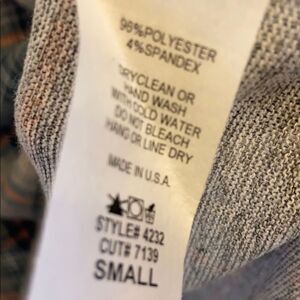 96%POLYESTER
4%SPANDEX
DRYCLEAN OR
HAND WASH
WITH COLD WATER
DO NOT BLEACH
HANG OR LINE DRY
MADE IN U.S.A.
STYLE# 4232
CUT# 7139
SMALL